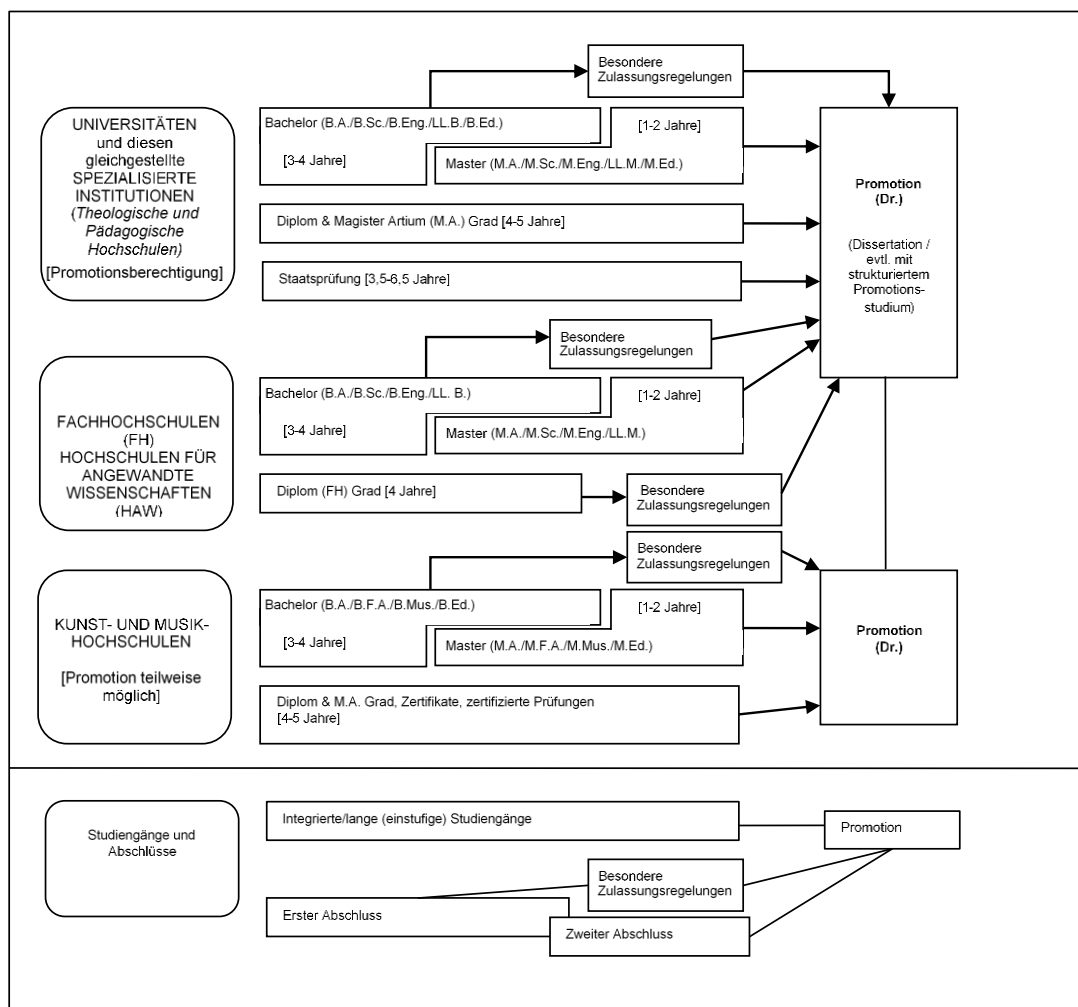 Besondere
Zulassungsregelungen
UNIVERSITÄTEN
und diesen
gleichgestellte
SPEZIALISIERTE
INSTITUTIONEN
(Theologische und
Pädagogische
Hochschulen)
[Promotionsberechtigung]
Bachelor (B.A./B.Sc./B.Eng./LL.B./B.Ed.)
[3-4 Jahre]
[1-2 Jahre]
Master (M.A./M.Sc./M.Eng./LL.M./M.Ed.)
Diplom & Magister Artium (M.A.) Grad [4-5 Jahre]
Staatsprüfung [3,5-6,5 Jahre]
Promotion
(Dr.)
(Dissertation /
evtl. mit
strukturiertem
Promotions-
studium)
Besondere
Zulassungsregelungen
FACHHOCHSCHULEN
(FH)
HOCHSCHULEN FÜR
ANGEWANDTE
WISSENSCHAFTEN
(HAW)
Bachelor (B.A./B.Sc./B.Eng./LL. B.)
[3-4 Jahre]
[1-2 Jahre]
Master (M.A./M.Sc./M.Eng./LL.M.)
Diplom (FH) Grad [4 Jahre]
Besondere
Zulassungsregelungen
Besondere
Zulassungsregelungen
KUNST- UND MUSIK-
HOCHSCHULEN
[Promotion teilweise
möglich]
Bachelor (B.A./B.F.A./B.Mus./B.Ed.)
[3-4 Jahre]
[1-2 Jahre]
Master (M.A./M.F.A./M.Mus./M.Ed.)
Diplom & M.A. Grad, Zertifikate, zertifizierte Prüfungen
[4-5 Jahre]
Promotion
(Dr.)
Studiengänge und
Abschlüsse
Integrierte/lange (einstufige) Studiengänge
Promotion
Besondere
Zulassungsregelungen
Erster Abschluss
Zweiter Abschluss